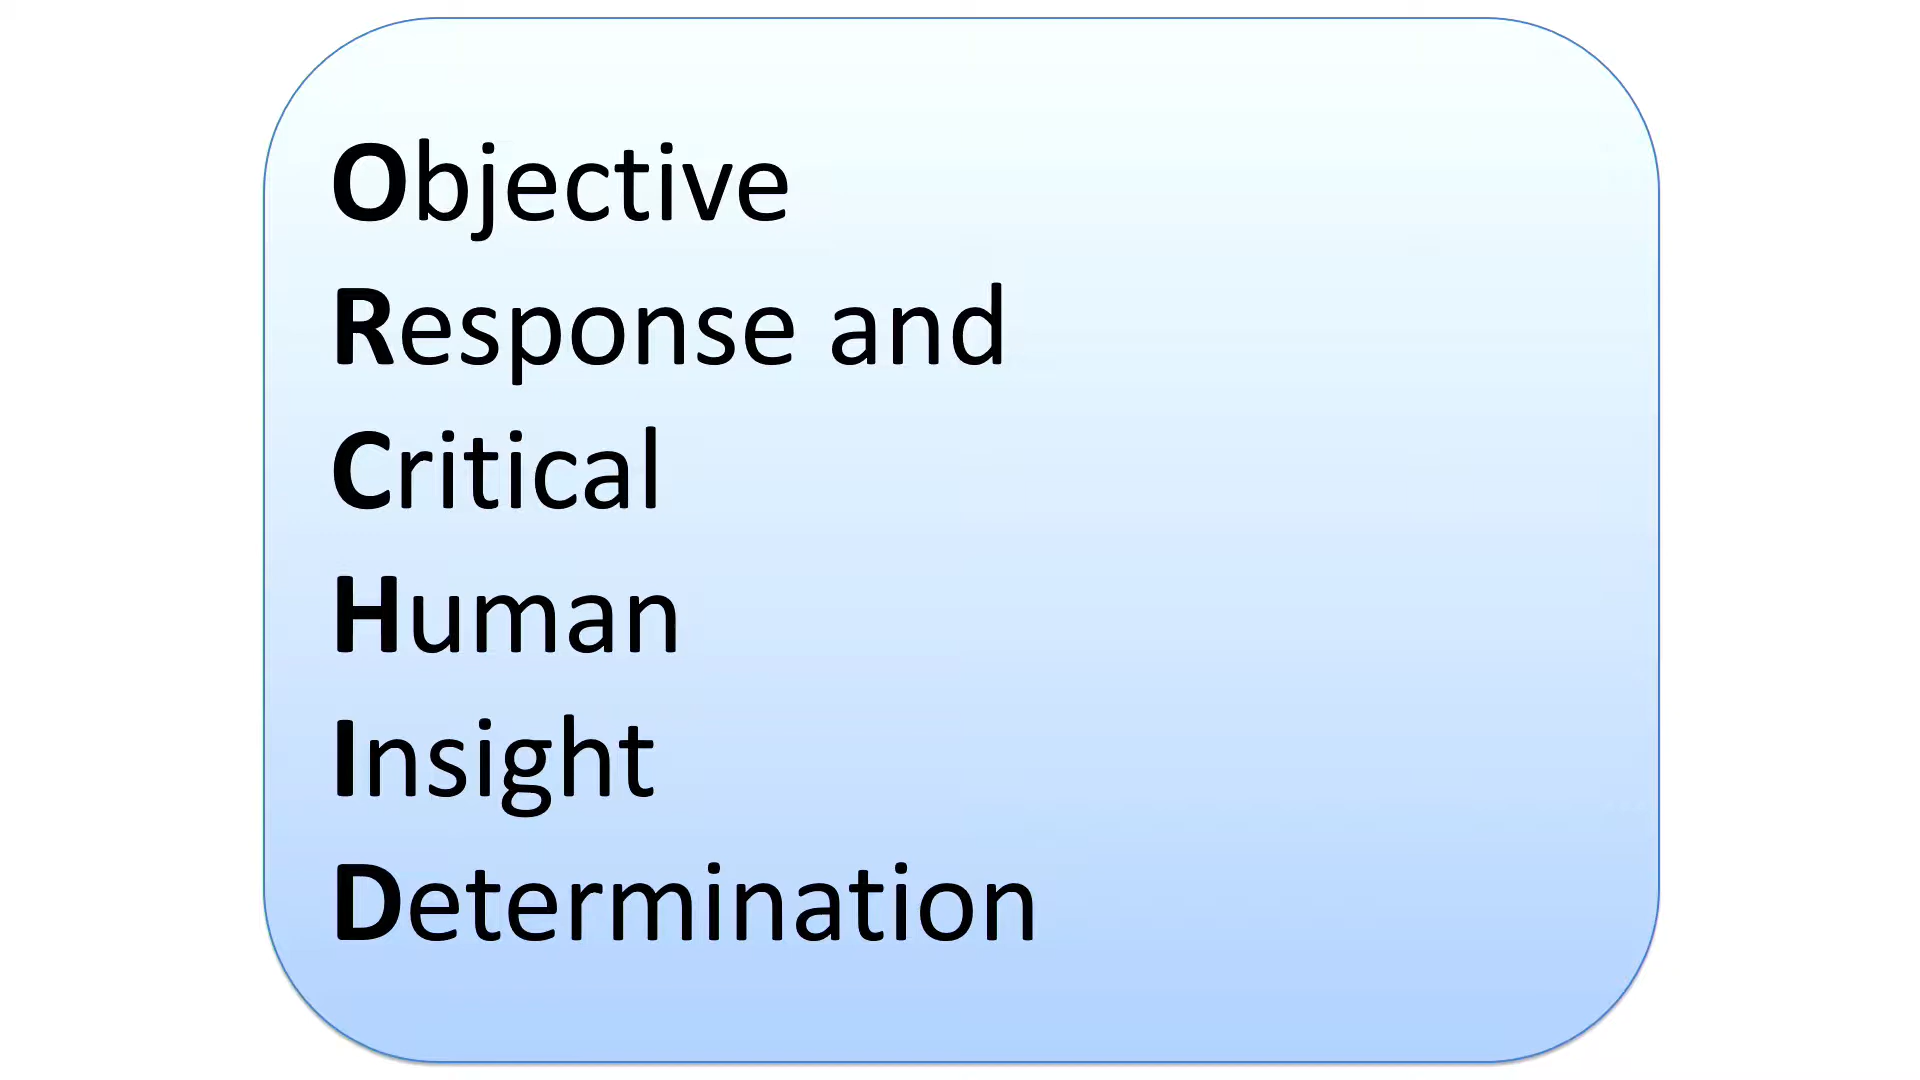 Objective
Response and
Critical
Human
Insight
Determination